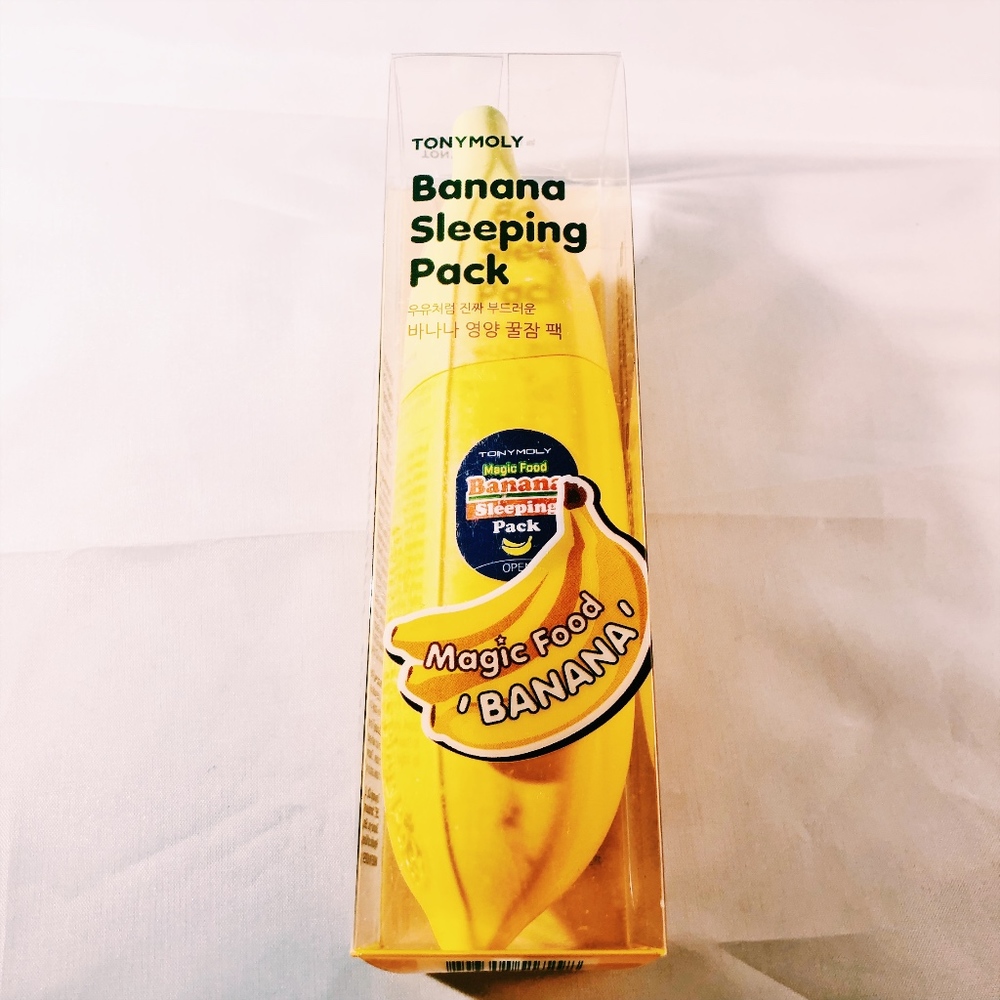 TONYMOLY
Banana
Sleeping
Pack
우유처럼 진짜 부드러운
바나나 영양 꿀잠 팩
TONYMOLY
Magic Food
Banana
Sleeping
Pack
OPEN
Magic Food
'BANANA'